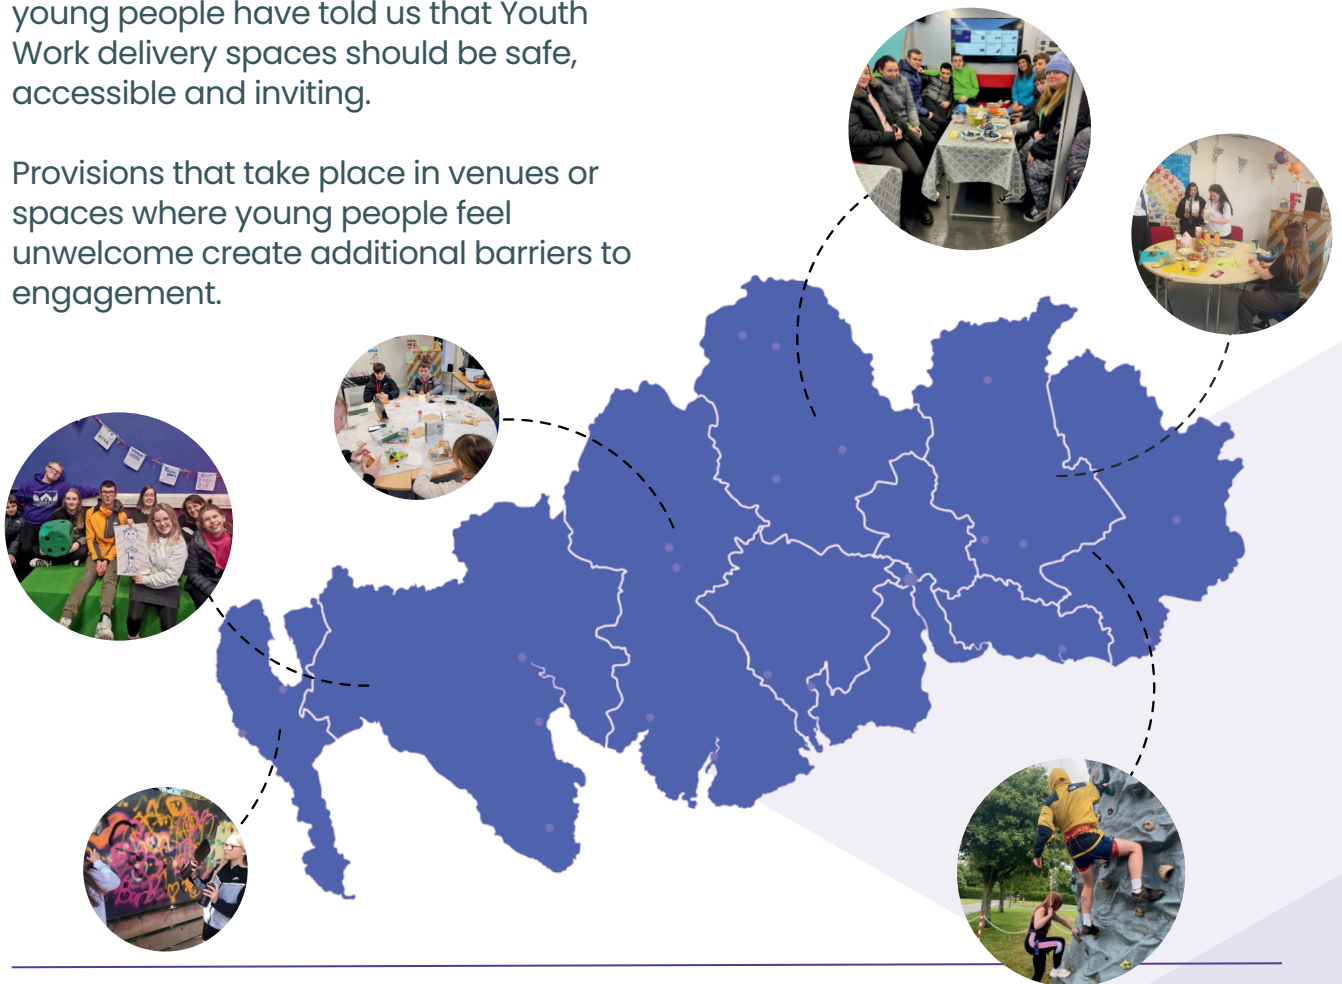 young people have told us that Youth
Work delivery spaces should be safe,
accessible and inviting.
Provisions that take place in venues or
spaces where young people feel
unwelcome create additional barriers to
engagement.